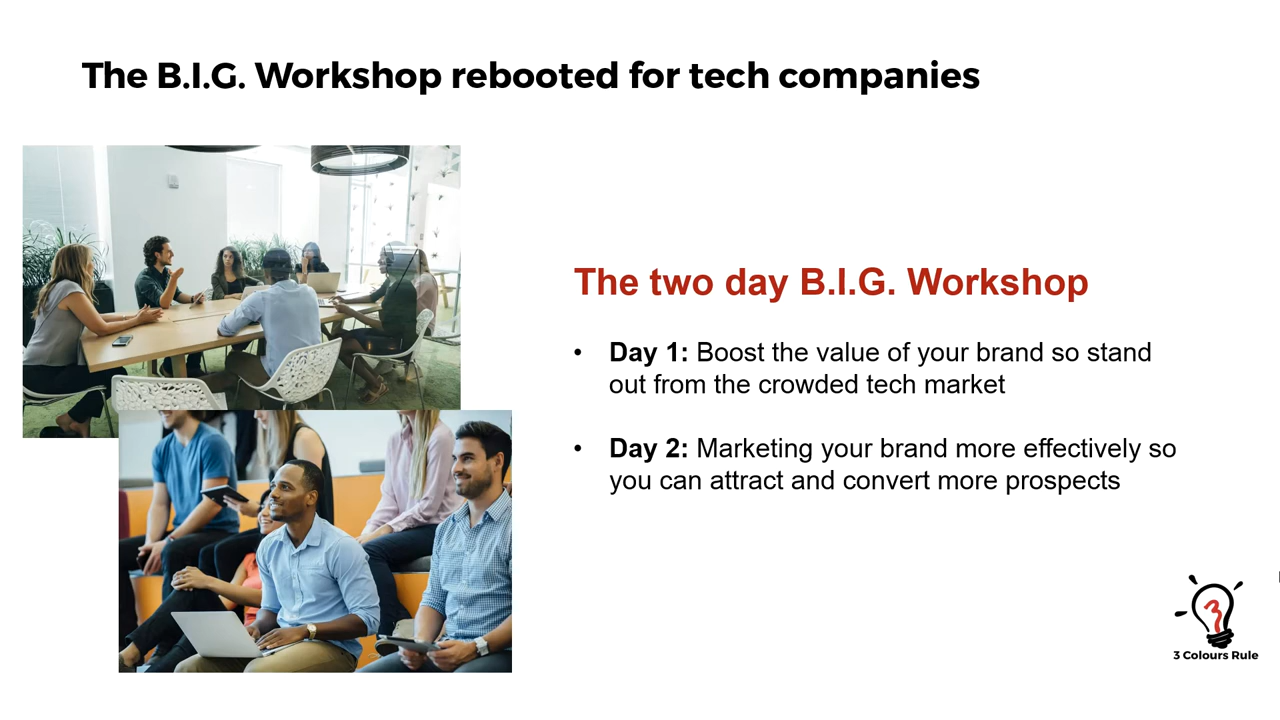 The B.I.G. Workshop rebooted for tech companies
The two day B.I.G. Workshop
• Day 1: Boost the value of your brand so stand
out from the crowded tech market
• Day 2: Marketing your brand more effectively so
you can attract and convert more prospects
3
3 Colours Rule